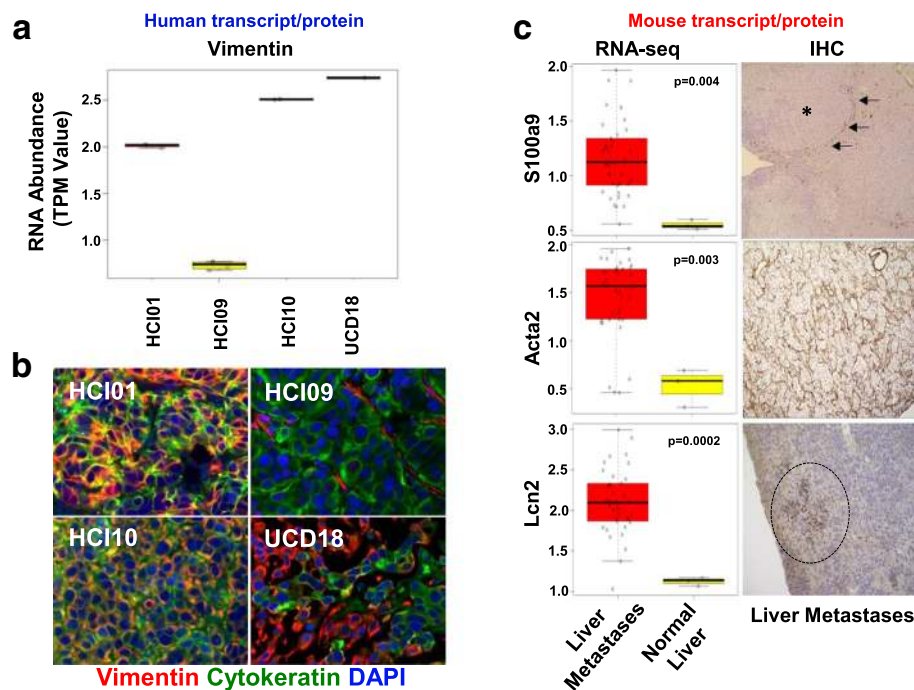 a
Human transcript/protein
Vimentin
RNA Abundance
(TPM Value)
2.5
2.0
1.5
1.0
HCI01
HCI09
HCI10
UCD18
b
HCI01
HCI09
HCI10
UCD18
Vimentin Cytokeratin DAPI
c
Mouse transcript/protein
RNA-seq
IHC
S100a9
2.0
1.5
1.0
0.5
p=0.004
*
Acta2
2.0
1.5
1.0
0.5
p=0.003
Lcn2
3.0
2.5
2.0
1.5
1.0
p=0.0002
Liver
Metastases
Normal
Liver
Liver Metastases